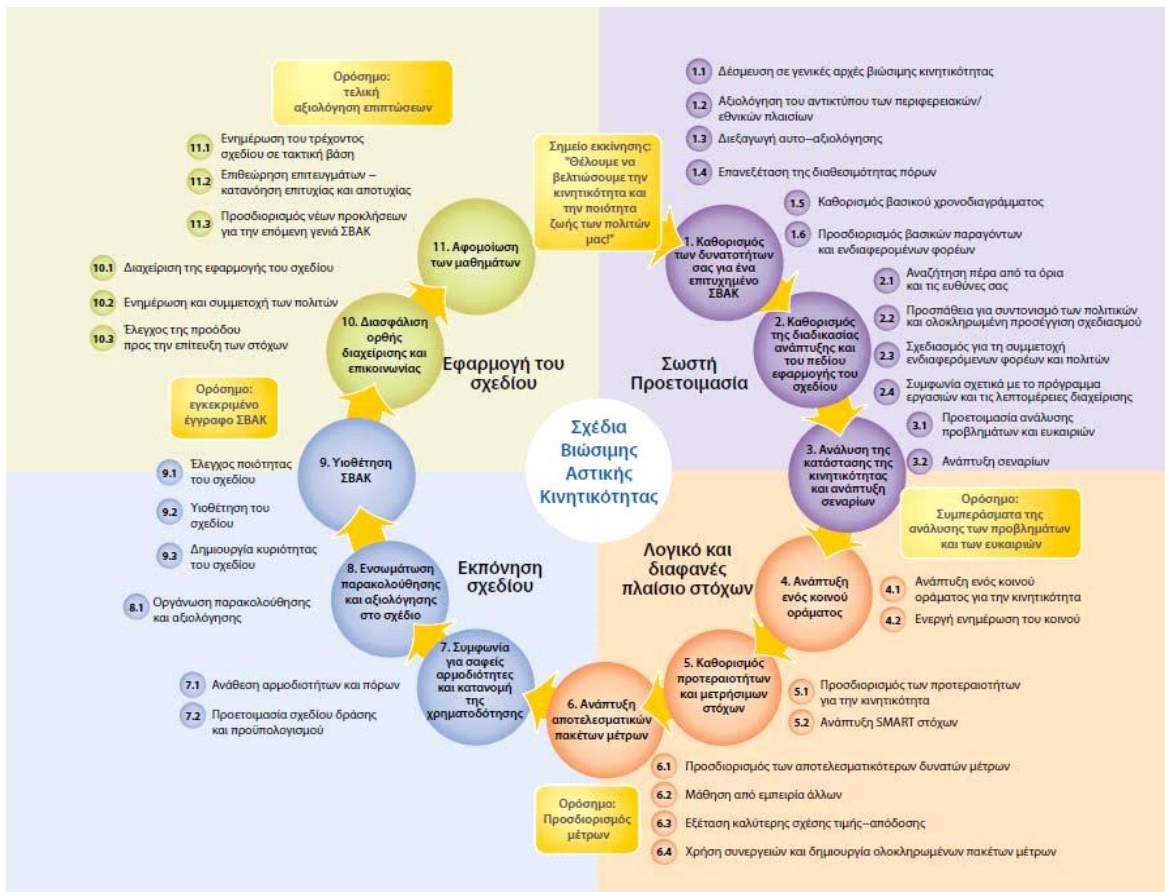 Σημείο εκκίνησης:
"Θέλουμε να
βελτιώσουμε την
κινητικότητα και
την ποιότητα
ζωής των πολιτών
μας!"
1. Καθορισμός
των δυνατοτήτων
σας για ένα
επιτυχημένο
ΣΒΑΚ
1.1 Δέσμευση σε γενικές αρχές βιώσιμης κινητικότητας
1.2 Αξιολόγηση του αντικτύπου των περιφερειακών/
εθνικών πλαισίων
1.3 Διεξαγωγή αυτο–αξιολόγησης
1.4 Επανεξέταση της διαθεσιμότητας πόρων
1.5 Καθορισμός βασικού χρονοδιαγράμματος
1.6 Προσδιορισμός βασικών παραγόντων
και ενδιαφερομένων φορέων
2. Καθορισμός
της διαδικασίας
ανάπτυξης και
του πεδίου
εφαρμογής του
σχεδίου
2.1 Αναζήτηση πέρα από τα όρια
και τις ευθύνες σας
2.2 Προσπάθεια για συντονισμό των πολιτικών
και ολοκληρωμένη προσέγγιση σχεδιασμού
2.3 Σχεδιασμός για τη συμμετοχή
ενδιαφερόμενων φορέων και πολιτών
2.4 Συμφωνία σχετικά με το πρόγραμμα
εργασιών και τις λεπτομέρειες διαχείρισης
Σωστή
Προετοιμασία
3. Ανάλυση της
κατάστασης της
κινητικότητας
και ανάπτυξη
σεναρίων
3.1 Προετοιμασία ανάλυσης
προβλημάτων και ευκαιριών
3.2 Ανάπτυξη σεναρίων
Ορόσημο:
Συμπεράσματα της
ανάλυσης των προβλημάτων
και των ευκαιριών
Λογικό και
διαφανές
πλαίσιο στόχων
4. Ανάπτυξη
ενός κοινού
οράματος
4.1 Ανάπτυξη ενός κοινού
οράματος για την κινητικότητα
4.2 Ενεργή ενημέρωση του κοινού
5. Καθορισμός
προτεραιοτήτων
και μετρήσιμων
στόχων
5.1 Προσδιορισμός των προτεραιοτήτων
για την κινητικότητα
5.2 Ανάπτυξη SMART στόχων
6. Ανάπτυξη
αποτελεσματικών
πακέτων μέτρων
6.1 Προσδιορισμός των αποτελεσματικότερων δυνατών μέτρων
6.2 Μάθηση από εμπειρία άλλων
6.3 Εξέταση καλύτερης σχέσης τιμής–απόδοσης
6.4 Χρήση συνεργειών και δημιουργία ολοκληρωμένων πακέτων μέτρων
Ορόσημο:
Προσδιορισμός
μέτρων
7. Συμφωνία
για σαφείς
αρμοδιότητες
και κατανομή
της
χρηματοδότησης
7.1 Ανάθεση αρμοδιοτήτων και πόρων
7.2 Προετοιμασία σχεδίου δράσης
και προϋπολογισμού
Εκπόνηση
σχεδίου
8. Ενσωμάτωση
παρακολούθησης
και αξιολόγησης
στο σχέδιο
8.1 Οργάνωση παρακολούθησης
και αξιολόγησης
9. Υιοθέτηση
ΣΒΑΚ
9.1 Έλεγχος ποιότητας
του σχεδίου
9.2 Υιοθέτηση του
σχεδίου
9.3 Δημιουργία κυριότητας
του σχεδίου
Ορόσημο:
εγκεκριμένο
έγγραφο ΣΒΑΚ
Εφαρμογή του
σχεδίου
10. Διασφάλιση
ορθής
διαχείρισης και
επικοινωνίας
10.1 Διαχείριση της εφαρμογής του σχεδίου
10.2 Ενημέρωση και συμμετοχή των πολιτών
10.3 Έλεγχος της προόδου
προς την επίτευξη των στόχων
11. Αφομοίωση
των μαθημάτων
11.1 Ενημέρωση του τρέχοντος
σχεδίου σε τακτική βάση
11.2 Επιθεώρηση επιτευγμάτων –
κατανόηση επιτυχίας και αποτυχίας
11.3 Προσδιορισμός νέων προκλήσεων
για την επόμενη γενιά ΣΒΑΚ
Ορόσημο:
τελική
αξιολόγηση επιπτώσεων
Σχέδια
Βιώσιμης
Αστικής
Κινητικότητας